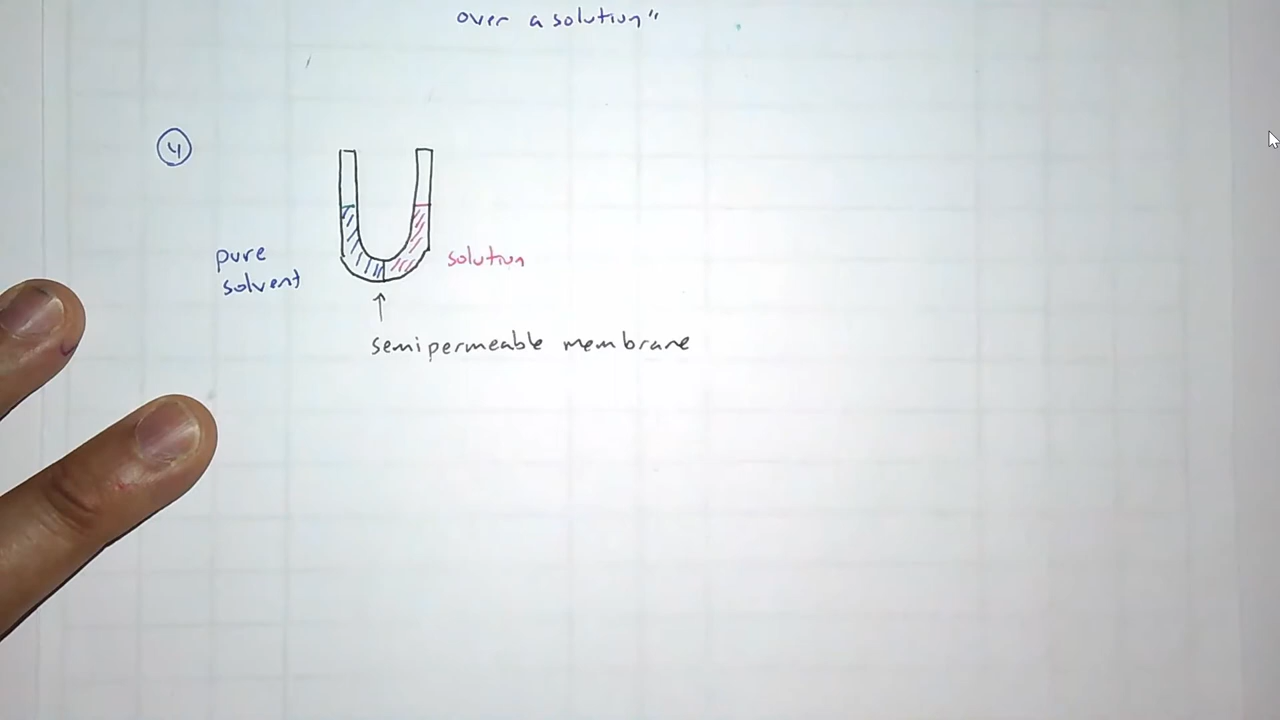 over a solution"
4
pure
solvent
solution
semipermeable membrane